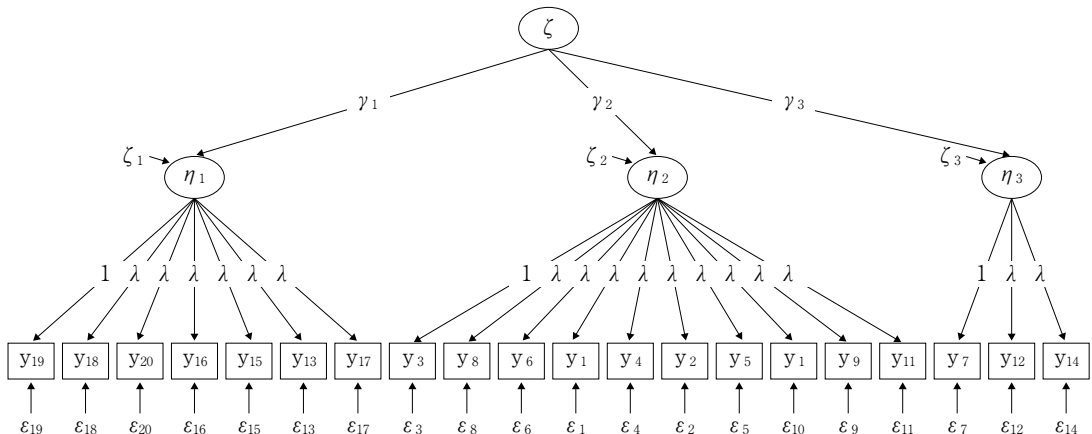 ζ
γ1 γ2 γ3
ζ1 η1 ζ2 η2 ζ3 η3
1 λ λ λ λ λ λ 1 λ λ λ λ λ λ λ λ λ 1 λ λ
y19 y18 y20 y16 y15 y13 y17 y3 y8 y6 y1 y4 y2 y5 y1 y9 y11 y7 y12 y14
ε19 ε18 ε20 ε16 ε15 ε13 ε17 ε3 ε8 ε6 ε1 ε4 ε2 ε5 ε10 ε9 ε11 ε7 ε12 ε14